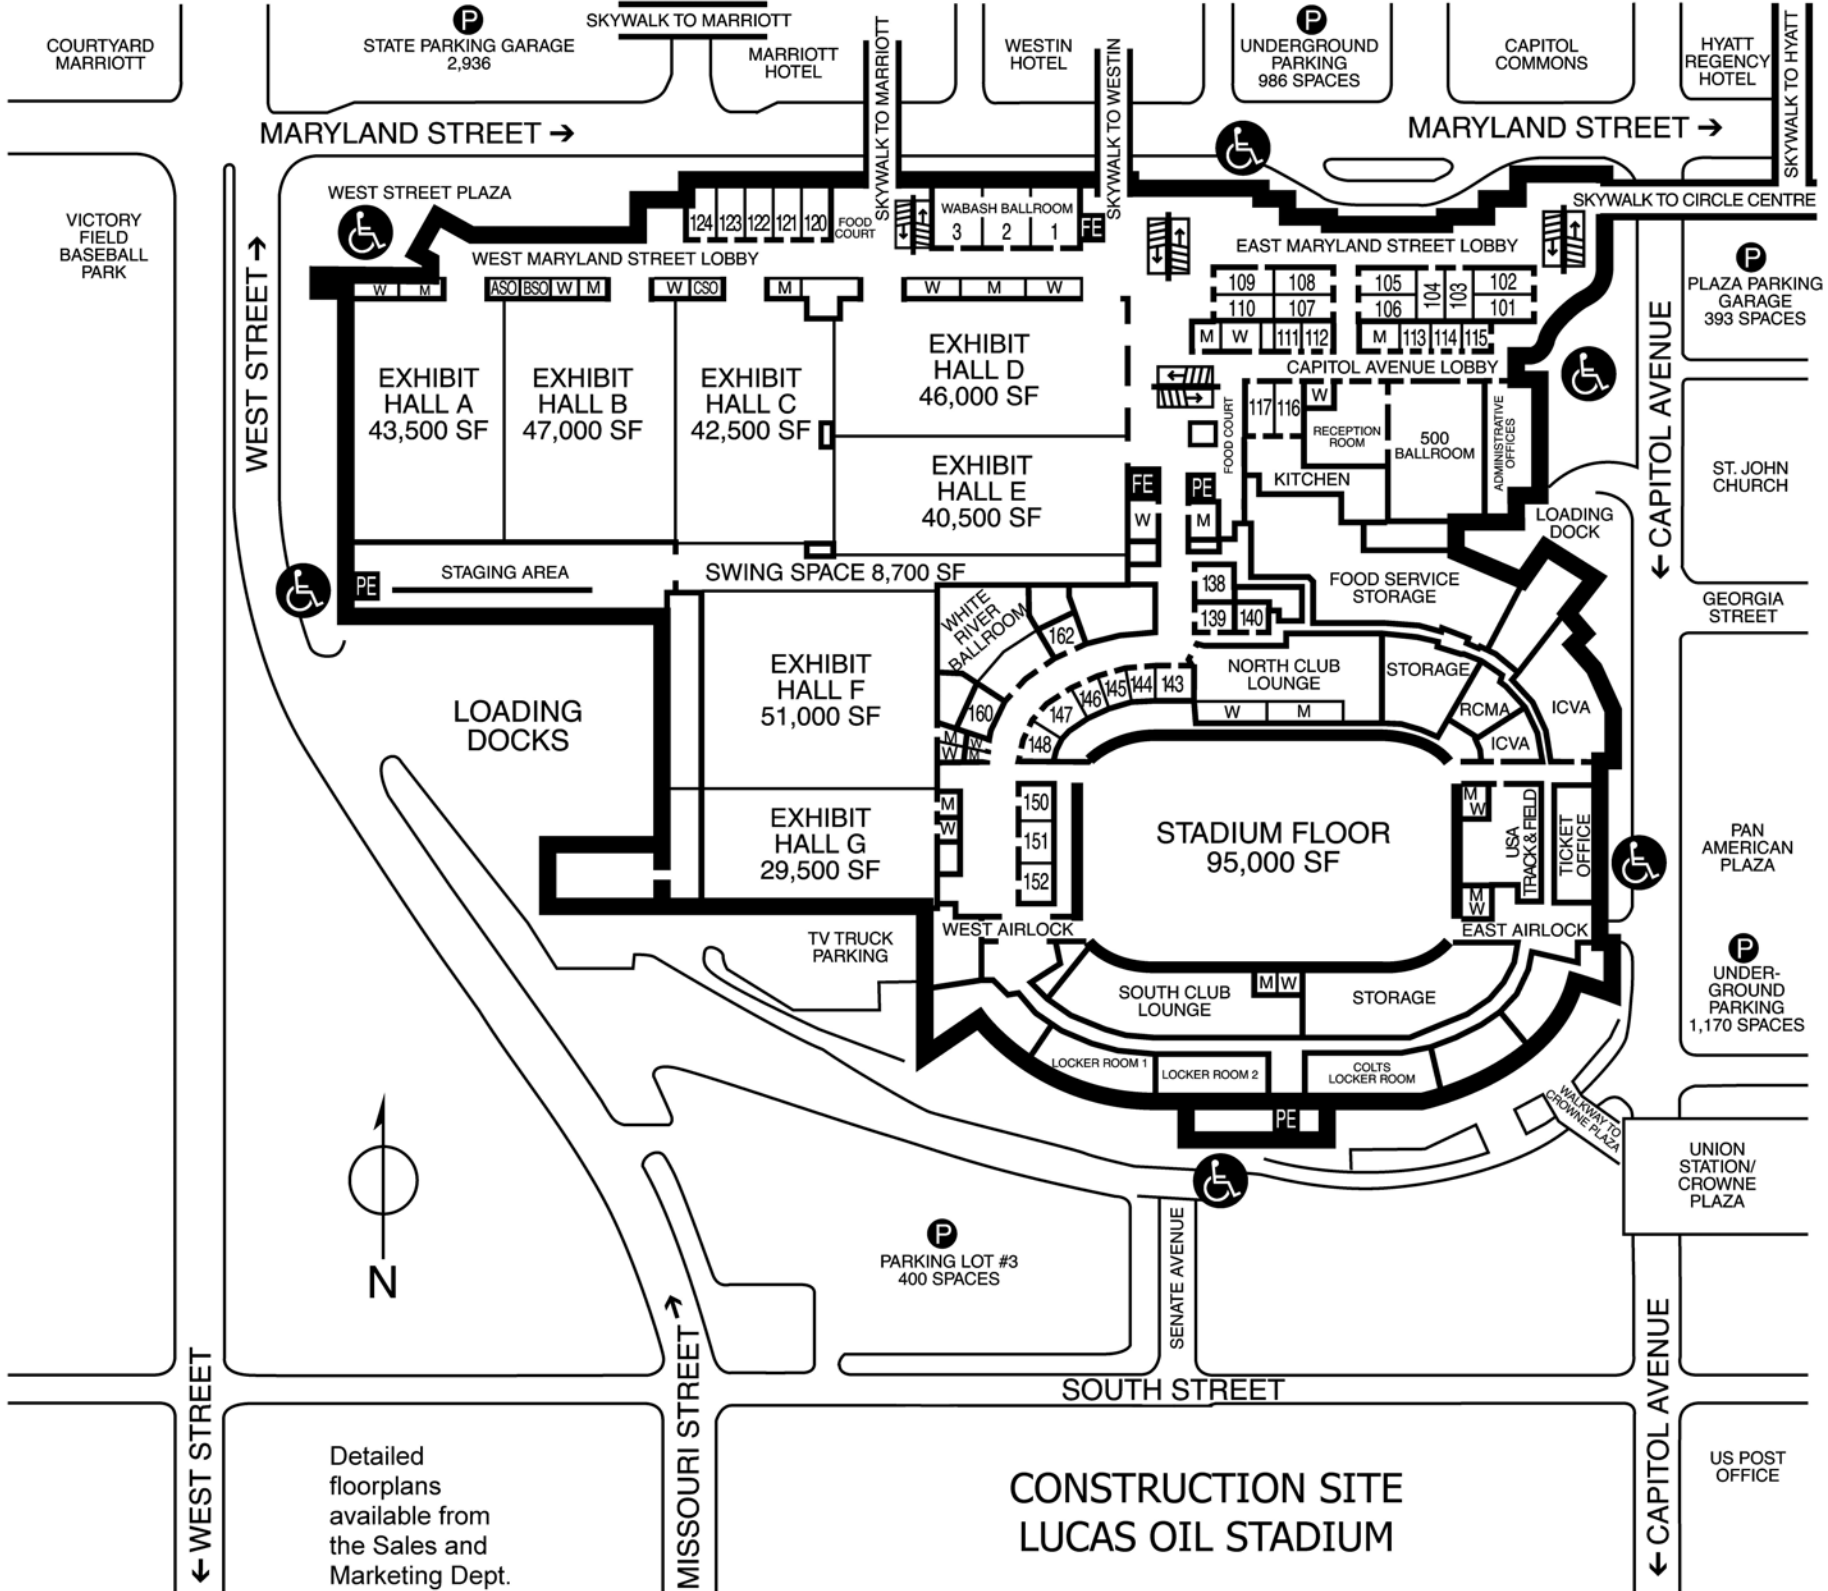 COURTYARD
MARRIOTT
P
STATE PARKING GARAGE
2,936
SKYWALK TO MARRIOTT
MARRIOTT
HOTEL
SKYWALK TO MARRIOTT
WESTIN
HOTEL
SKYWALK TO WESTIN
P
UNDERGROUND
PARKING
986 SPACES
CAPITOL
COMMONS
HYATT
REGENCY
HOTEL
SKYWALK TO HYATT
MARYLAND STREET →
MARYLAND STREET →
SKYWALK TO CIRCLE CENTRE
VICTORY
FIELD
BASEBALL
PARK
WEST STREET →
WEST STREET PLAZA
124 123 122 121 120
FOOD
COURT
WABASH BALLROOM
3 2 1
FE
WEST MARYLAND STREET LOBBY
EAST MARYLAND STREET LOBBY
W M
ASO BSO W M
W CSO
M
W M W
109 108
110 107
M W 111 112
105 104 103 102
106 101
M 113 114 115
CAPITOL AVENUE LOBBY
P
PLAZA PARKING
GARAGE
393 SPACES
← CAPITOL AVENUE
EXHIBIT
HALL A
43,500 SF
EXHIBIT
HALL B
47,000 SF
EXHIBIT
HALL C
42,500 SF
EXHIBIT
HALL D
46,000 SF
EXHIBIT
HALL E
40,500 SF
FOOD COURT
117 116
W
RECEPTION
ROOM
500
BALLROOM
ADMINISTRATIVE
OFFICES
KITCHEN
FE
W
PE
M
LOADING
DOCK
ST. JOHN
CHURCH
PE
STAGING AREA
SWING SPACE 8,700 SF
138
139 140
FOOD SERVICE
STORAGE
GEORGIA
STREET
WHITE
RIVER
BALLROOM
162
160
M W
W M
148 147 146 145 144 143
NORTH CLUB
LOUNGE
W M
STORAGE
RCMA
ICVA
ICVA
LOADING
DOCKS
EXHIBIT
HALL F
51,000 SF
EXHIBIT
HALL G
29,500 SF
M
W
150
151
152
STADIUM FLOOR
95,000 SF
M
W
M
W
USA
TRACK & FIELD
TICKET
OFFICE
PAN
AMERICAN
PLAZA
WEST AIRLOCK
EAST AIRLOCK
TV TRUCK
PARKING
SOUTH CLUB
LOUNGE
M W
STORAGE
P
UNDER-
GROUND
PARKING
1,170 SPACES
LOCKER ROOM 1
LOCKER ROOM 2
COLTS
LOCKER ROOM
PE
WALKWAY TO
CROWNE PLAZA
UNION
STATION/
CROWNE
PLAZA
N
P
PARKING LOT #3
400 SPACES
SENATE AVENUE
SOUTH STREET
← WEST STREET
MISSOURI STREET →
← CAPITOL AVENUE
US POST
OFFICE
Detailed
floorplans
available from
the Sales and
Marketing Dept.
CONSTRUCTION SITE
LUCAS OIL STADIUM